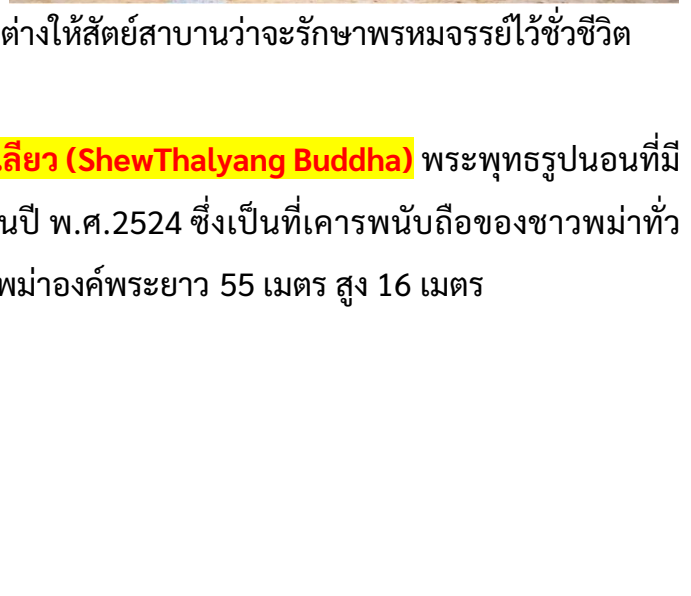 ต่างให้สัตย์สาบานว่าจะรักษาพรหมจรรย์ไว้ชั่วชีวิต
ลียว (ShewThalyang Buddha) พระพุทธรูปนอนที่มี
นปี พ.ศ.2524 ซึ่งเป็นที่เคารพนับถือของชาวพม่าทั่ว
พม่าองค์พระยาว 55 เมตร สูง 16 เมตร